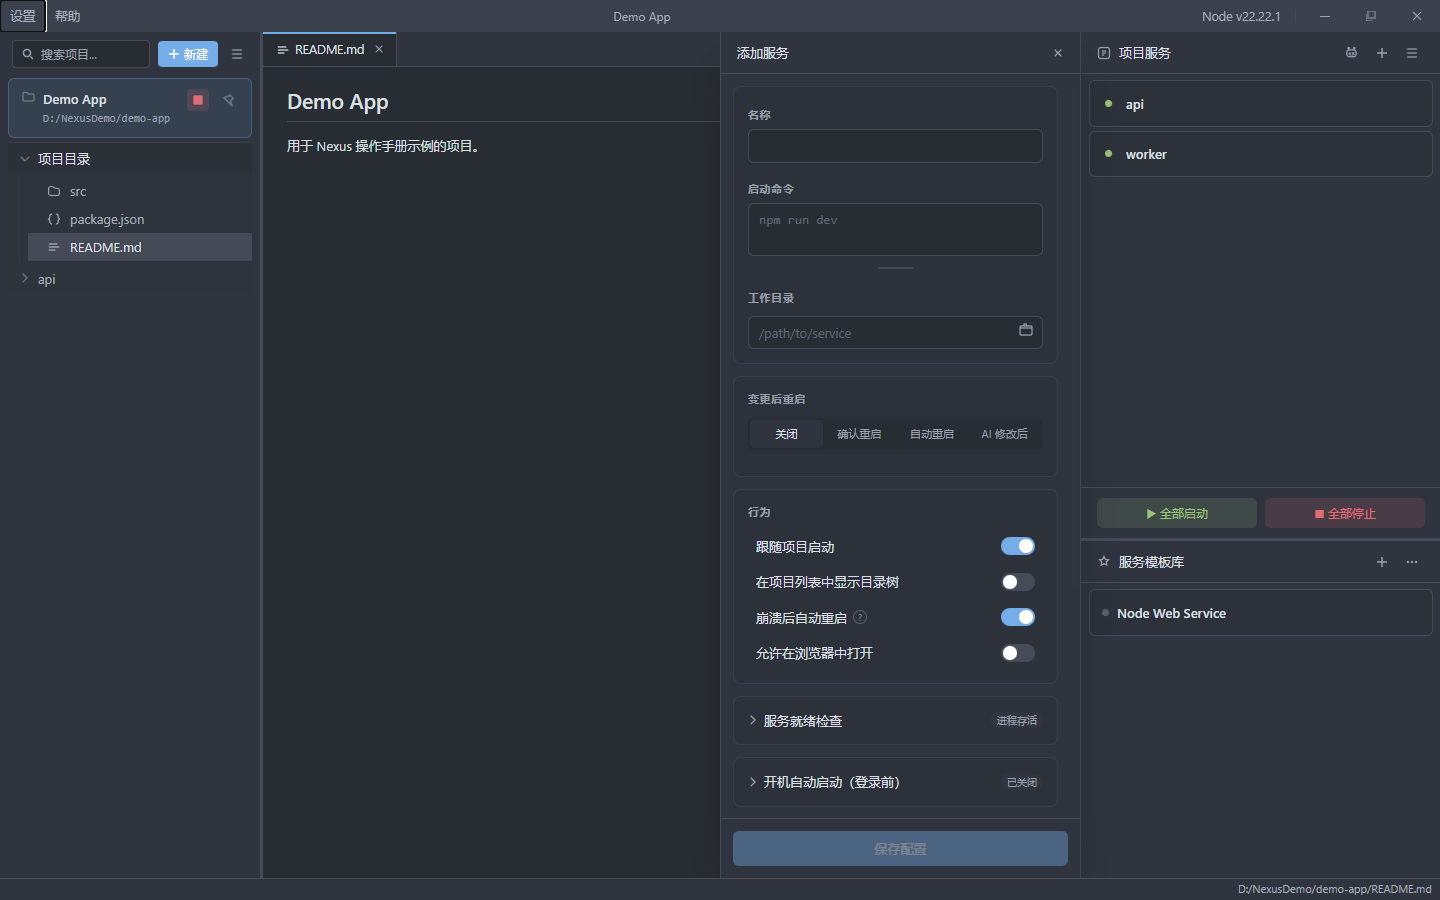 设置 帮助 Demo App Node v22.22.1
搜索项目... 新建
Demo App
D:/NexusDemo/demo-app
项目目录
src
package.json
README.md
api
README.md
Demo App
用于 Nexus 操作手册示例的项目。
添加服务
名称
启动命令
npm run dev
工作目录
/path/to/service
变更后重启
关闭 确认重启 自动重启 AI 修改后
行为
跟随项目启动
在项目列表中显示目录树
崩溃后自动重启 ?
允许在浏览器中打开
服务就绪检查 进程存活
开机自动启动（登录前） 已关闭
保存配置
项目服务
api
worker
全部启动 全部停止
服务模板库
Node Web Service
D:/NexusDemo/demo-app/README.md